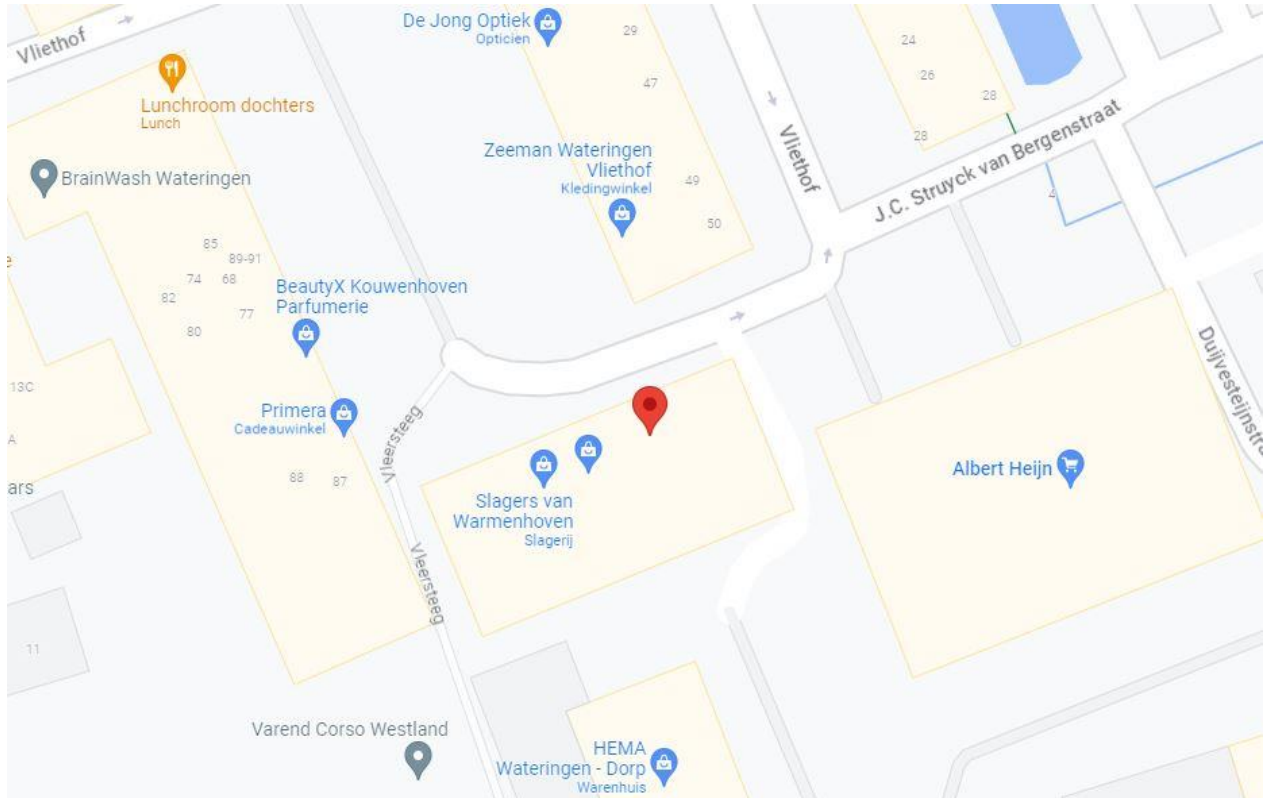 Vliethof
De Jong Optiek
Opticien
29
24
26
28
47
Lunchroom dochters
Lunch
Vliethof
28
J.C. Struyck van Bergenstraat
Zeeman Wateringen
Vliethof
Kledingwinkel
49
50
4
BrainWash Wateringen
85
89-91
74
68
82
77
80
BeautyX Kouwenhoven
Parfumerie
e
13C
A
ars
Primera
Cadeauwinkel
88
87
Vleersteeg
Duijvesteijnstra
Albert Heijn
Slagers van
Warmenhoven
Slagerij
Vleersteeg
11
Varend Corso Westland
HEMA
Wateringen - Dorp
Warenhuis